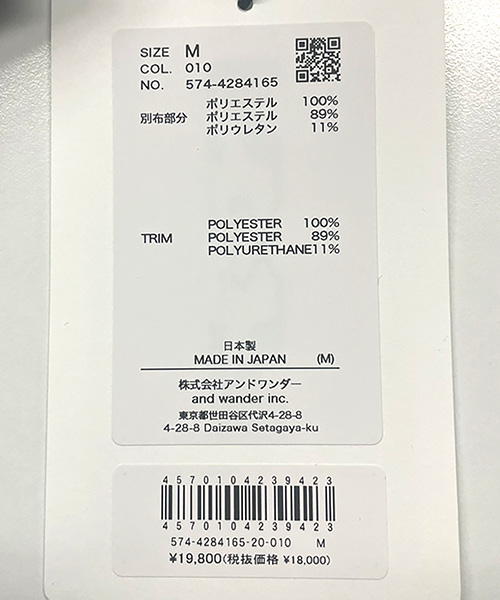 SIZE M
COL. 010
NO. 574-4284165
ポリエステル 100%
別布部分 ポリエステル 89%
ポリウレタン 11%
POLYESTER 100%
TRIM POLYESTER 89%
POLYURETHANE11%
日本製
MADE IN JAPAN (M)
株式会社アンドワンダー
and wander inc.
東京都世田谷区代沢4-28-8
4-28-8 Daizawa Setagaya-ku
4570104239423
4570104239423
574-4284165-20-010 M
¥19,800(税抜価格 ¥18,000)